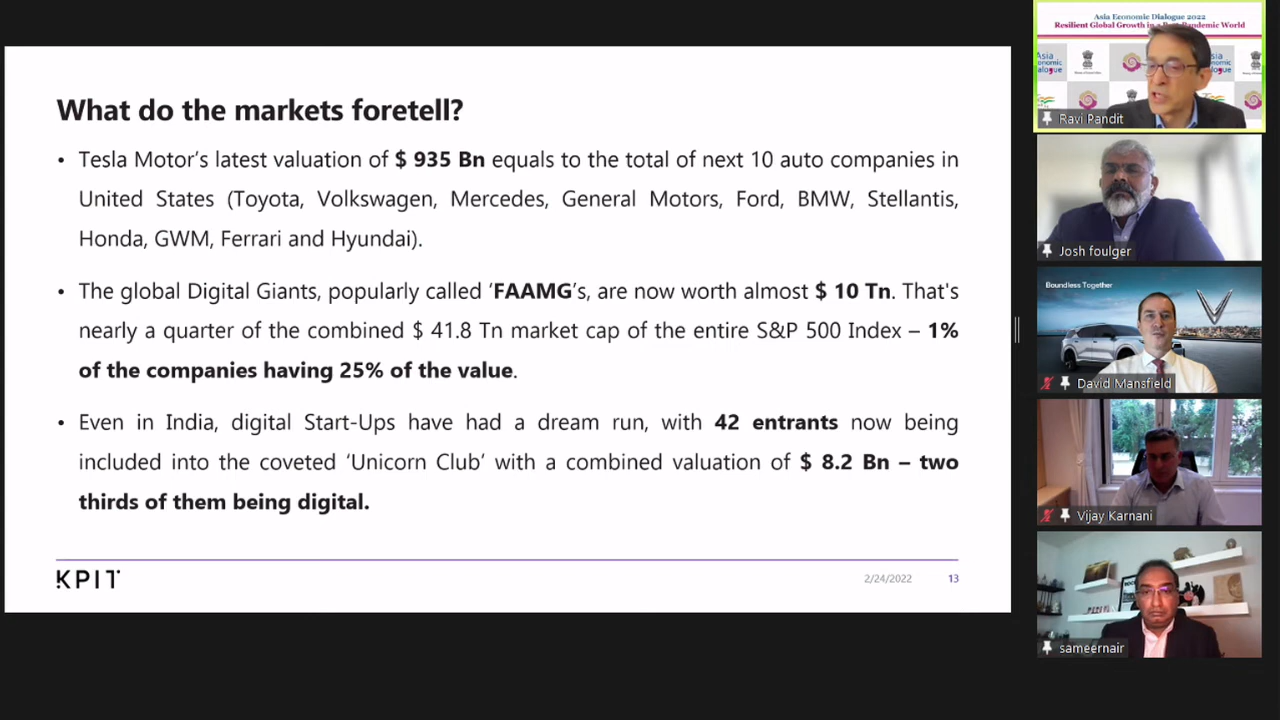 What do the markets foretell?
• Tesla Motor's latest valuation of $ 935 Bn equals to the total of next 10 auto companies in
United States (Toyota, Volkswagen, Mercedes, General Motors, Ford, BMW, Stellantis,
Honda, GWM, Ferrari and Hyundai).
• The global Digital Giants, popularly called 'FAAMG's, are now worth almost $ 10 Tn. That's
nearly a quarter of the combined $ 41.8 Tn market cap of the entire S&P 500 Index – 1%
of the companies having 25% of the value.
• Even in India, digital Start-Ups have had a dream run, with 42 entrants now being
included into the coveted 'Unicorn Club' with a combined valuation of $ 8.2 Bn – two
thirds of them being digital.
KPIT
2/24/2022
13
Asia Economic Dialogue 2022
Resilient Global Growth in a Pandemic World
Ravi Pandit
Josh foulger
Boundless Together
David Mansfield
Vijay Karnani
sameernair